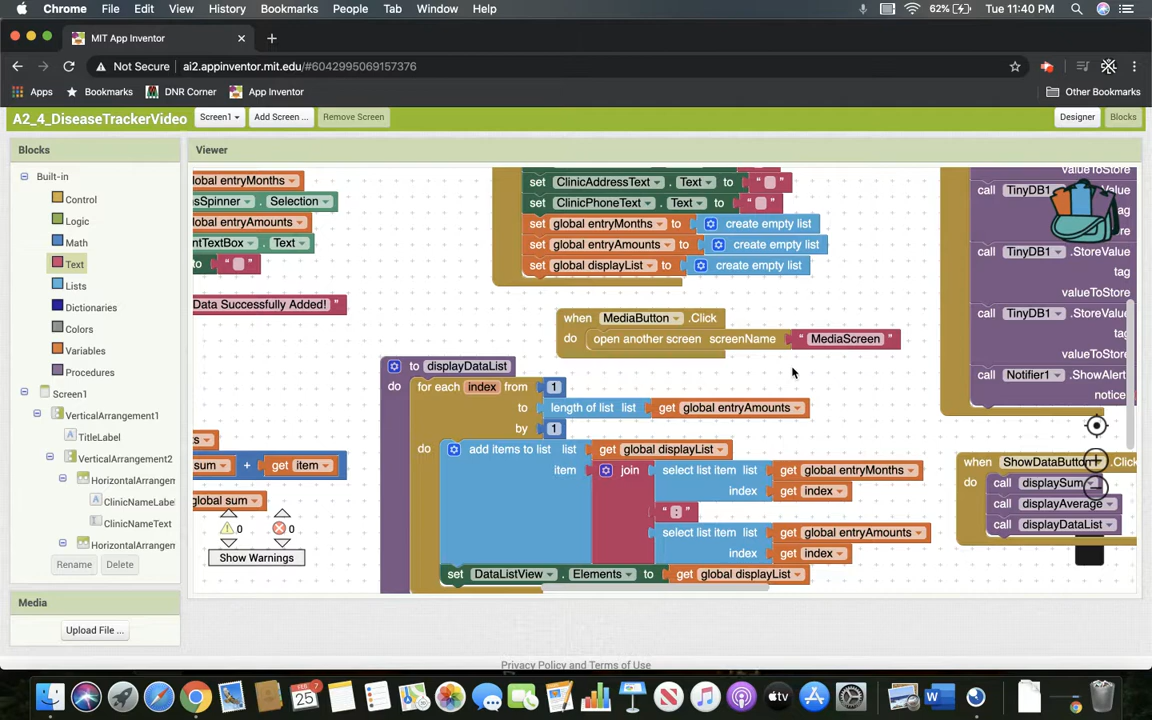 Chrome File Edit View History Bookmarks People Tab Window Help 62% Tue 11:40 PM
MIT App Inventor
Not Secure | ai2.appinventor.mit.edu/#6042995069157376
Apps Bookmarks DNR Corner App Inventor Other Bookmarks
A2_4_DiseaseTrackerVideo Screen1 Add Screen ... Remove Screen Designer Blocks
Blocks
Built-in
Control
Logic
Math
Text
Lists
Dictionaries
Colors
Variables
Procedures
Screen1
VerticalArrangement1
TitleLabel
VerticalArrangement2
HorizontalArrangem
ClinicNameLabe
ClinicNameText
HorizontalArrangem
Rename Delete
Media
Upload File ...
Viewer
lobal entryMonths
sSpinner . Selection
lobal entryAmounts
ntTextBox . Text
to " "
Data Successfully Added! "
sum + get item
global sum
0 0
Show Warnings
set ClinicAddressText . Text to " "
set ClinicPhoneText . Text to " "
set global entryMonths to create empty list
set global entryAmounts to create empty list
set global displayList to create empty list
when MediaButton .Click
do open another screen screenName " MediaScreen "
to displayDataList
do for each index from 1
to length of list list get global entryAmounts
by 1
do add items to list list get global displayList
item join select list item list get global entryMonths
index get index
" : "
select list item list get global entryAmounts
index get index
set DataListView . Elements to get global displayList
valueToStore
call TinyDB1
tag
valueToStore
call TinyDB1 .StoreValue
tag
valueToStore
call TinyDB1 .StoreValue
tag
valueToStore
call Notifier1 .ShowAlert
notice
when ShowDataButton .Click
do call displaySum
call displayAverage
call displayDataList
Privacy Policy and Terms of Use
FEB
25
tv